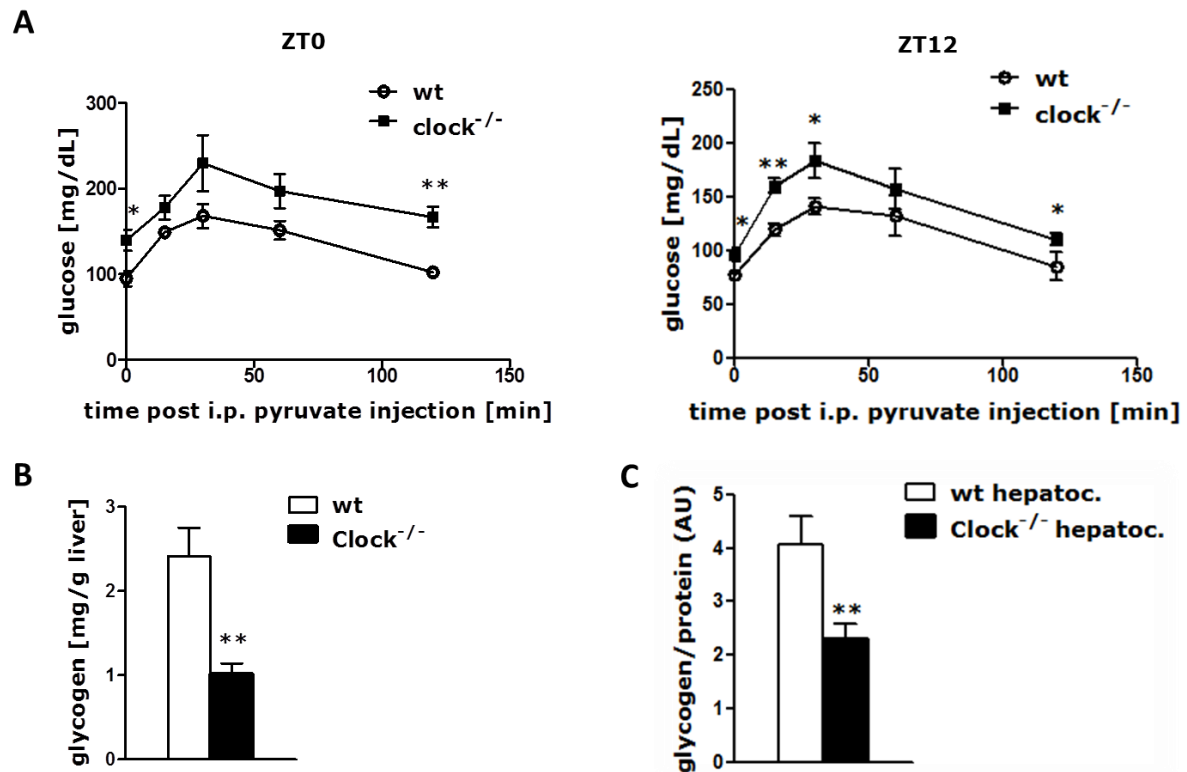 A
ZT0
wt
clock⁻/⁻
glucose [mg/dL]
300
200
100
0
*
**
0
50
100
150
time post i.p. pyruvate injection [min]
ZT12
wt
clock⁻/⁻
glucose [mg/dL]
250
200
150
100
50
0
*
**
*
*
0
50
100
150
time post i.p. pyruvate injection [min]
B
wt
Clock⁻/⁻
glycogen [mg/g liver]
3
2
1
0
**
C
wt hepatoc.
Clock⁻/⁻ hepatoc.
glycogen/protein (AU)
5
4
3
2
1
0
**